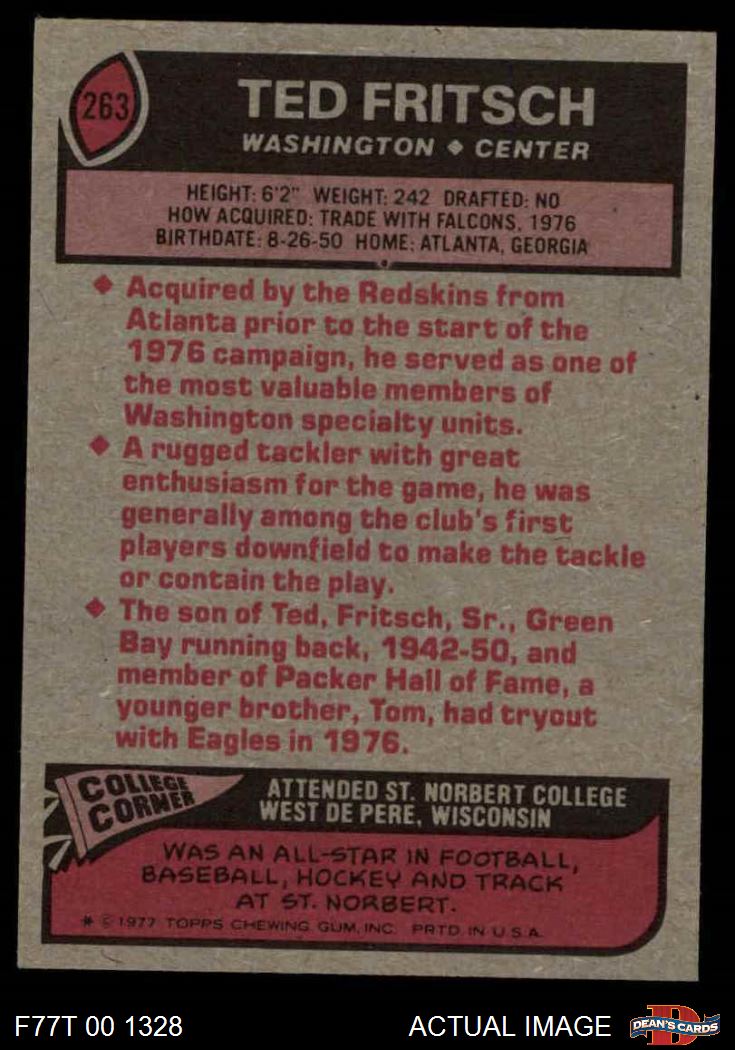 263
TED FRITSCH
WASHINGTON ♦ CENTER
HEIGHT: 6'2" WEIGHT: 242 DRAFTED: NO
HOW ACQUIRED: TRADE WITH FALCONS, 1976
BIRTHDATE: 8-26-50 HOME: ATLANTA, GEORGIA
♦ Acquired by the Redskins from
Atlanta prior to the start of the
1976 campaign, he served as one of
the most valuable members of
Washington specialty units.
♦ A rugged tackler with great
enthusiasm for the game, he was
generally among the club's first
players downfield to make the tackle
or contain the play.
♦ The son of Ted, Fritsch, Sr., Green
Bay running back, 1942-50, and
member of Packer Hall of Fame, a
younger brother, Tom, had tryout
with Eagles in 1976.
COLLEGE
CORNER
ATTENDED ST. NORBERT COLLEGE
WEST DE PERE, WISCONSIN
WAS AN ALL-STAR IN FOOTBALL,
BASEBALL, HOCKEY AND TRACK
AT ST. NORBERT.
* © 1977 TOPPS CHEWING GUM, INC. PRTD. IN U.S.A.
F77T 00 1328
ACTUAL IMAGE
D
DEAN'S CARDS